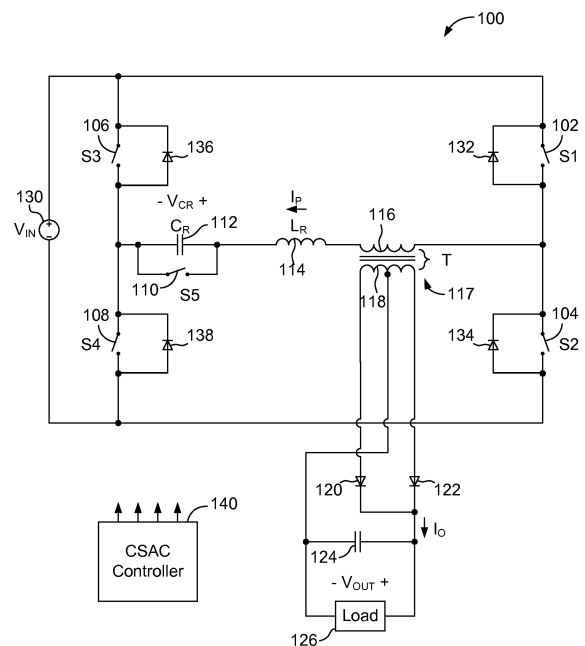 100
106
S3
136
132
102
S1
- V_CR +
C_R
112
I_P
L_R
116
130
V_IN
114
T
110
S5
118
117
108
S4
138
134
104
S2
120
122
140
CSAC
Controller
124
I_O
- V_OUT +
Load
126